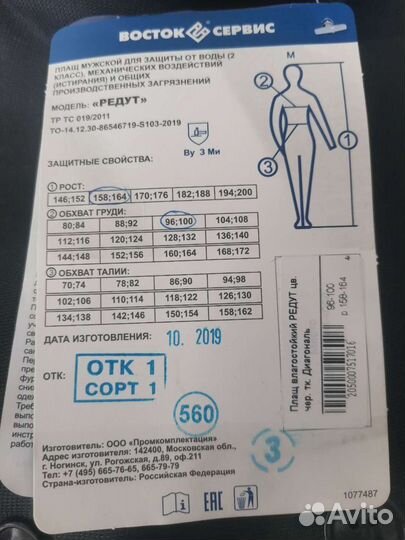 ВОСТОК СЕРВИС
ПЛАЩ МУЖСКОЙ ДЛЯ ЗАЩИТЫ ОТ ВОДЫ (2
КЛАСС), МЕХАНИЧЕСКИХ ВОЗДЕЙСТВИЙ
(ИСТИРАНИЯ) И ОБЩИХ
ПРОИЗВОДСТВЕННЫХ ЗАГРЯЗНЕНИЙ
МОДЕЛЬ: «РЕДУТ»
ТР ТС 019/2011
ТО-14.12.30-86546719-S103-2019
Ву 3 Ми
ЗАЩИТНЫЕ СВОЙСТВА:
М
2
1
3
1 РОСТ:
146;152 158;164 170;176 182;188 194;200
2 ОБХВАТ ГРУДИ:
80;84 88;92 96;100 104;108
112;116 120;124 128;132 136;140
144;148 152;156 160;164 168;172
3 ОБХВАТ ТАЛИИ:
70;74 78;82 86;90 94;98
102;106 110;114 118;122 126;130
134;138 142;146 150;154 158;162
ДАТА ИЗГОТОВЛЕНИЯ: 10. 2019
ОТК:
ОТК 1
СОРТ 1
560
3
Плащ влагостойкий РЕДУТ цв.
чер. тк. Диагональ
96-100
р 158-164
4
2050007517016
Изготовитель: ООО «Промкомплектация»
Адрес изготовителя: 142400, Московская обл.,
г. Ногинск, ул. Рогожская, д. 89, оф.211
Тел: +7 (495) 665-76-65, 665-79-79
Страна-изготовитель: Российская Федерация
EAC
1077487
Avito